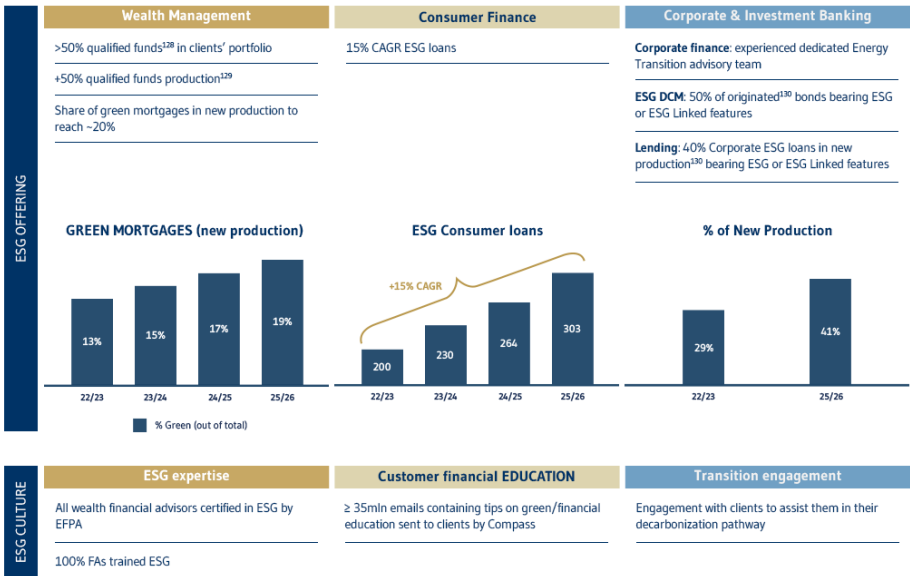 ESG OFFERING
Wealth Management
>50% qualified funds¹²⁸ in clients' portfolio
+50% qualified funds production¹²⁹
Share of green mortgages in new production to
reach ~20%
Consumer Finance
15% CAGR ESG loans
Corporate & Investment Banking
Corporate finance: experienced dedicated Energy
Transition advisory team
ESG DCM: 50% of originated¹³⁰ bonds bearing ESG
or ESG Linked features
Lending: 40% Corporate ESG loans in new
production¹³⁰ bearing ESG or ESG Linked features
GREEN MORTGAGES (new production)
13%
15%
17%
19%
22/23
23/24
24/25
25/26
% Green (out of total)
ESG Consumer loans
+15% CAGR
200
230
264
303
22/23
23/24
24/25
25/26
% of New Production
29%
41%
22/23
25/26
ESG CULTURE
ESG expertise
All wealth financial advisors certified in ESG by
EFPA
100% FAs trained ESG
Customer financial EDUCATION
≥ 35mln emails containing tips on green/financial
education sent to clients by Compass
Transition engagement
Engagement with clients to assist them in their
decarbonization pathway